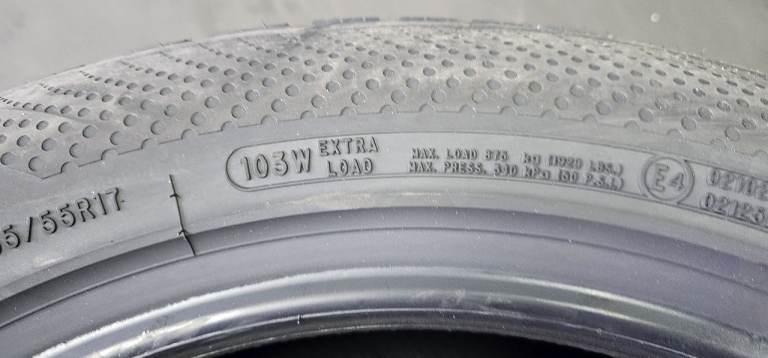 5/55R17
103W EXTRA LOAD
MAX. LOAD 875 KG (1929 LBS.)
MAX. PRESS. 340 KPa (50 P.S.I.)
E4